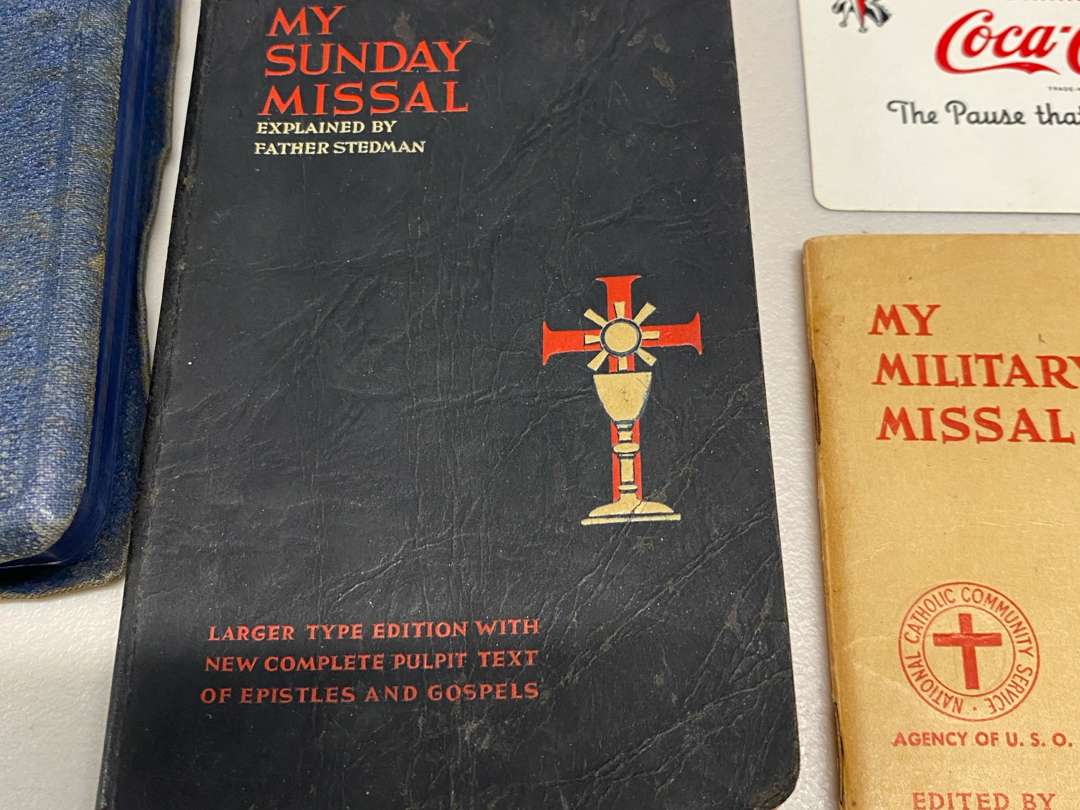 MY
SUNDAY
MISSAL
EXPLAINED BY
FATHER STEDMAN
LARGER TYPE EDITION WITH
NEW COMPLETE PULPIT TEXT
OF EPISTLES AND GOSPELS
Coca-C
The Pause that
MY
MILITARY
MISSAL
NATIONAL CATHOLIC COMMUNITY SERVICE
AGENCY OF U. S. O.
EDITED BY